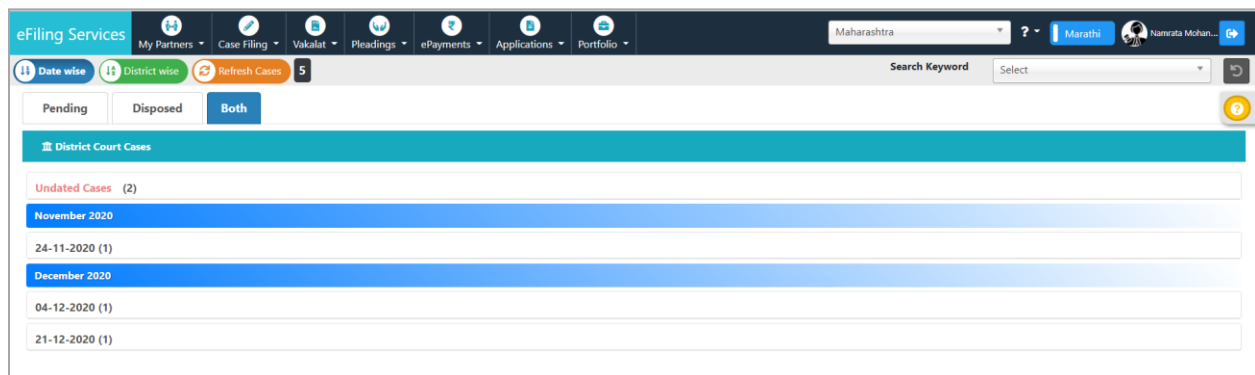 eFiling Services My Partners Case Filing Vakalat Pleadings ePayments Applications Portfolio Maharashtra ? Marathi Namrata Mohan...
Date wise District wise Refresh Cases 5 Search Keyword Select
Pending Disposed Both
District Court Cases
Undated Cases (2)
November 2020
24-11-2020 (1)
December 2020
04-12-2020 (1)
21-12-2020 (1)